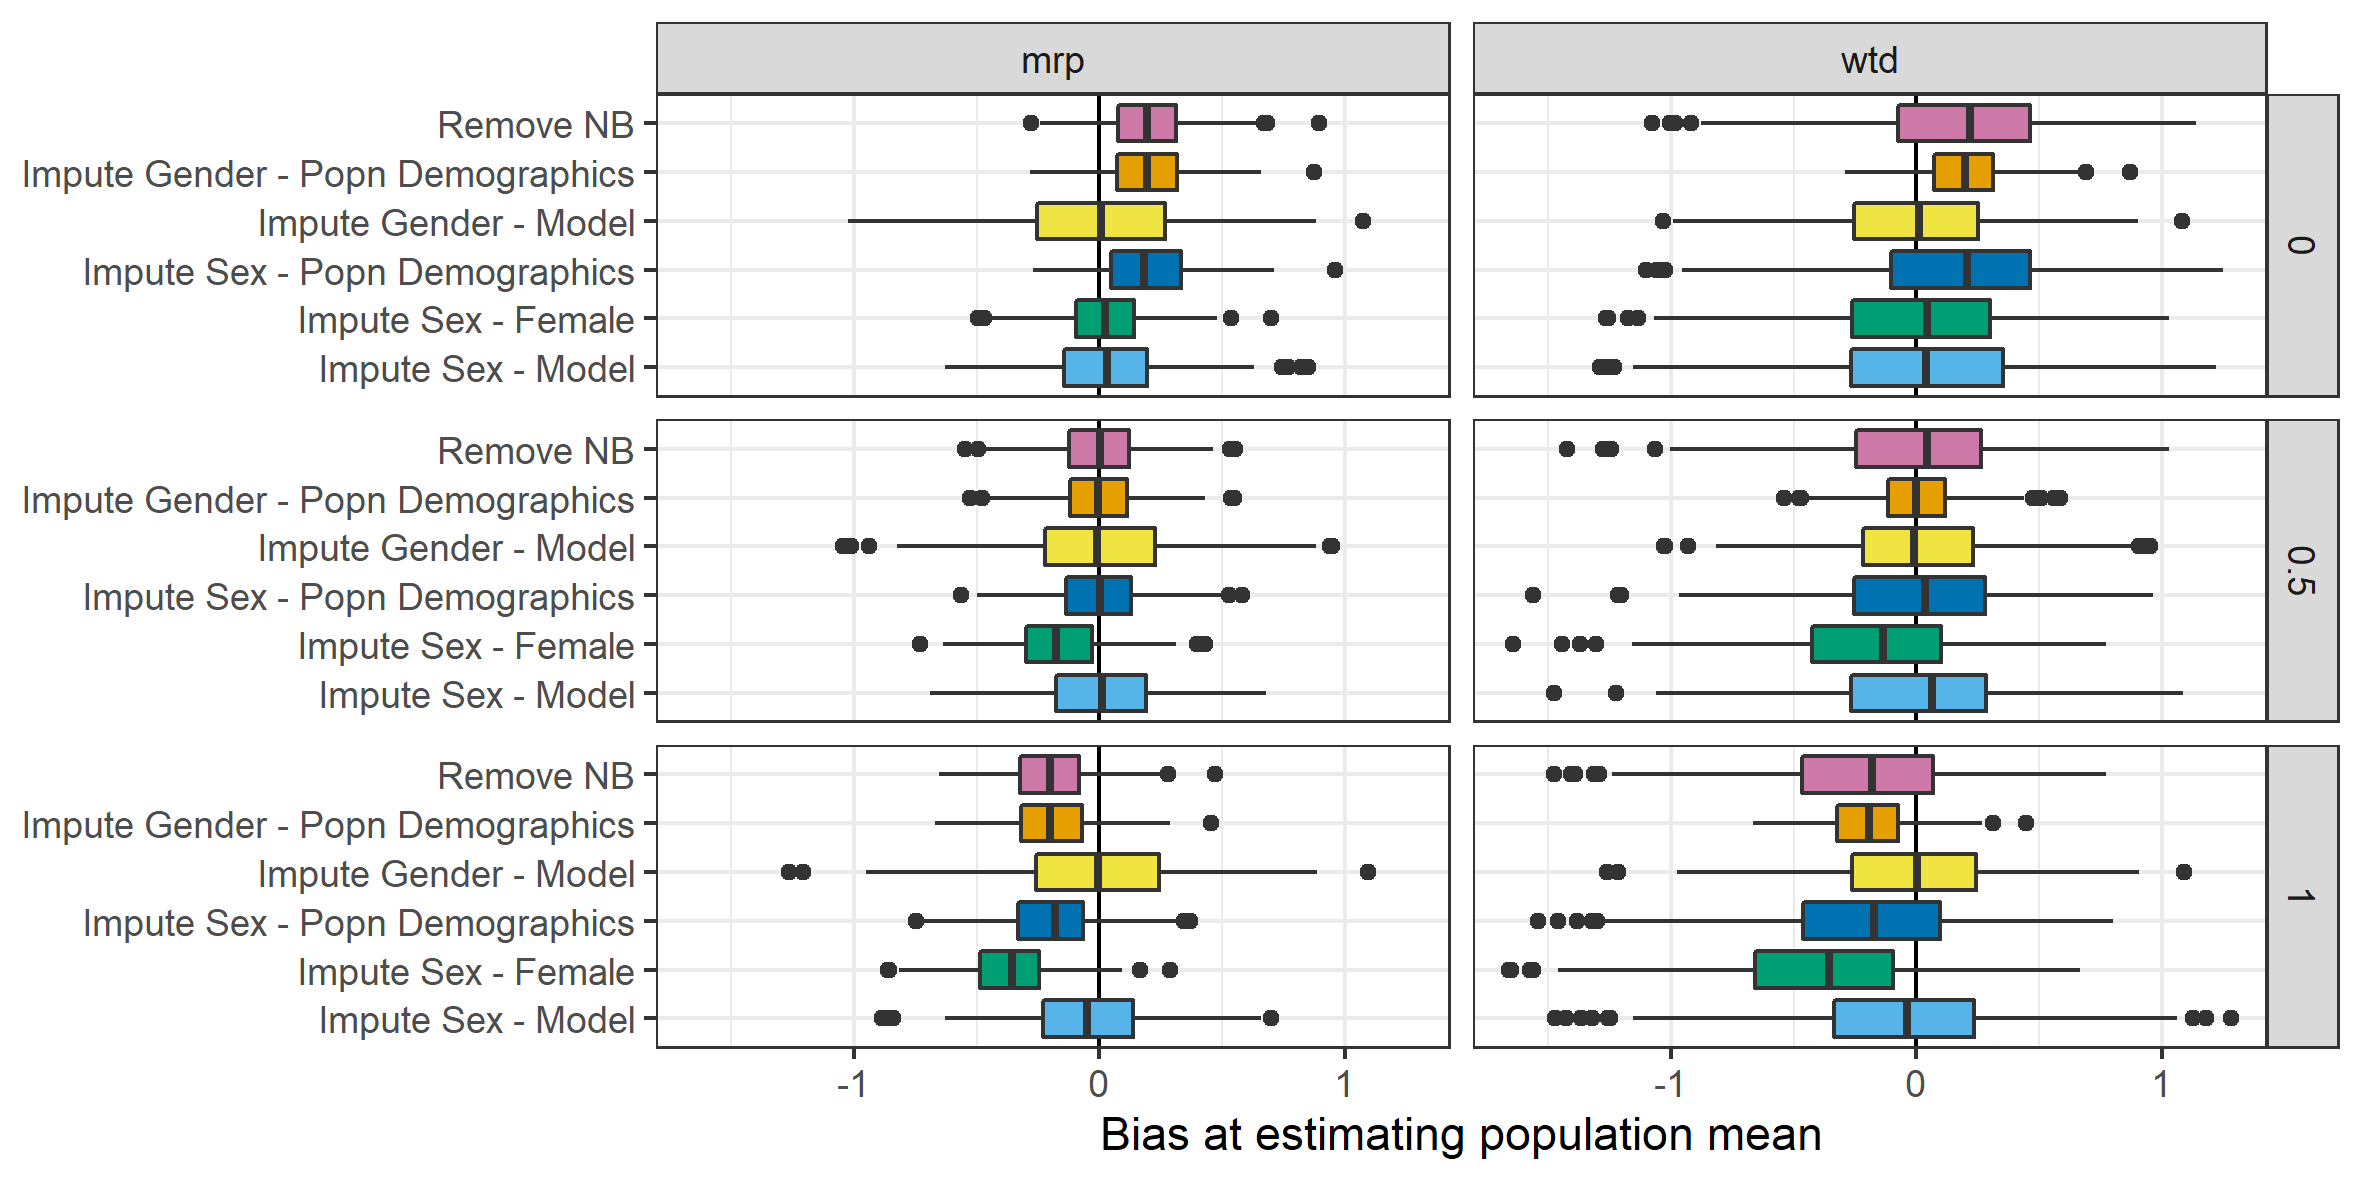 mrp
wtd
Remove NB
Impute Gender - Popn Demographics
Impute Gender - Model
Impute Sex - Popn Demographics
Impute Sex - Female
Impute Sex - Model
0
Remove NB
Impute Gender - Popn Demographics
Impute Gender - Model
Impute Sex - Popn Demographics
Impute Sex - Female
Impute Sex - Model
0.5
Remove NB
Impute Gender - Popn Demographics
Impute Gender - Model
Impute Sex - Popn Demographics
Impute Sex - Female
Impute Sex - Model
1
-1 0 1 -1 0 1
Bias at estimating population mean